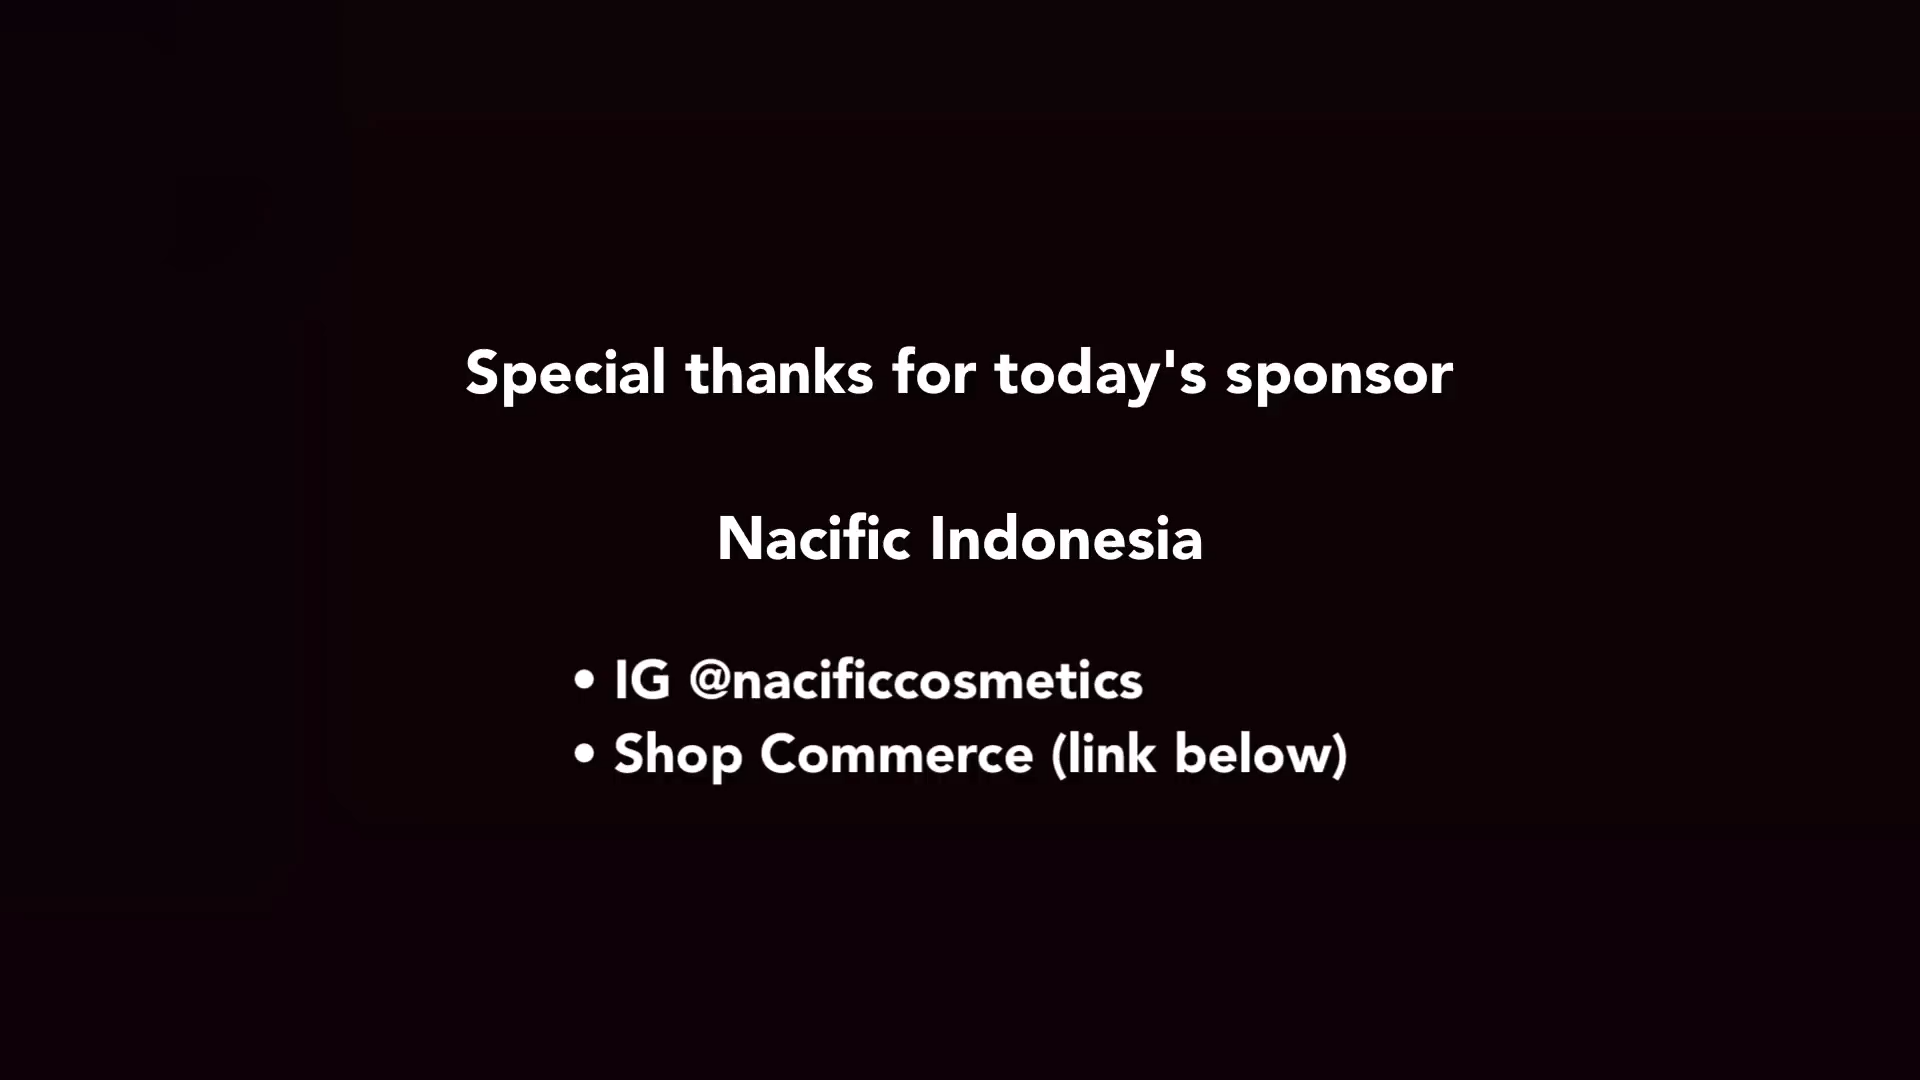 Special thanks for today's sponsor
Nacific Indonesia
• IG @nacificcosmetics
• Shop Commerce (link below)